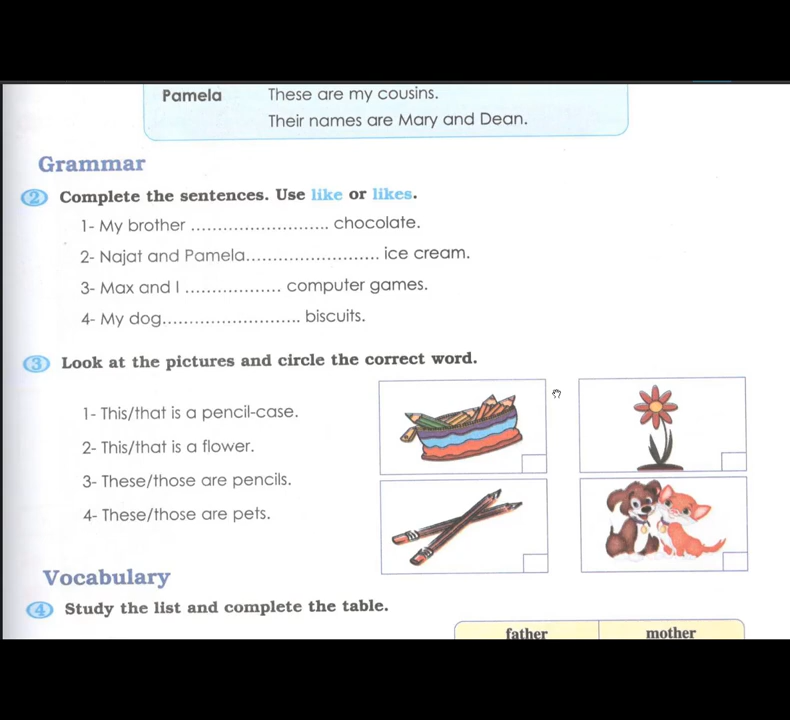 Pamela These are my cousins.
Their names are Mary and Dean.
Grammar
2 Complete the sentences. Use like or likes.
1- My brother ............................ chocolate.
2- Najat and Pamela........................... ice cream.
3- Max and I .................... computer games.
4- My dog............................ biscuits.
3 Look at the pictures and circle the correct word.
1- This/that is a pencil-case.
2- This/that is a flower.
3- These/those are pencils.
4- These/those are pets.
Vocabulary
4 Study the list and complete the table.
father mother